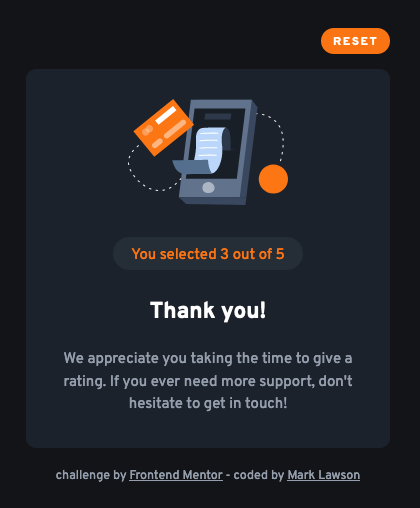 RESET
You selected 3 out of 5
Thank you!
We appreciate you taking the time to give a
rating. If you ever need more support, don't
hesitate to get in touch!
challenge by Frontend Mentor - coded by Mark Lawson